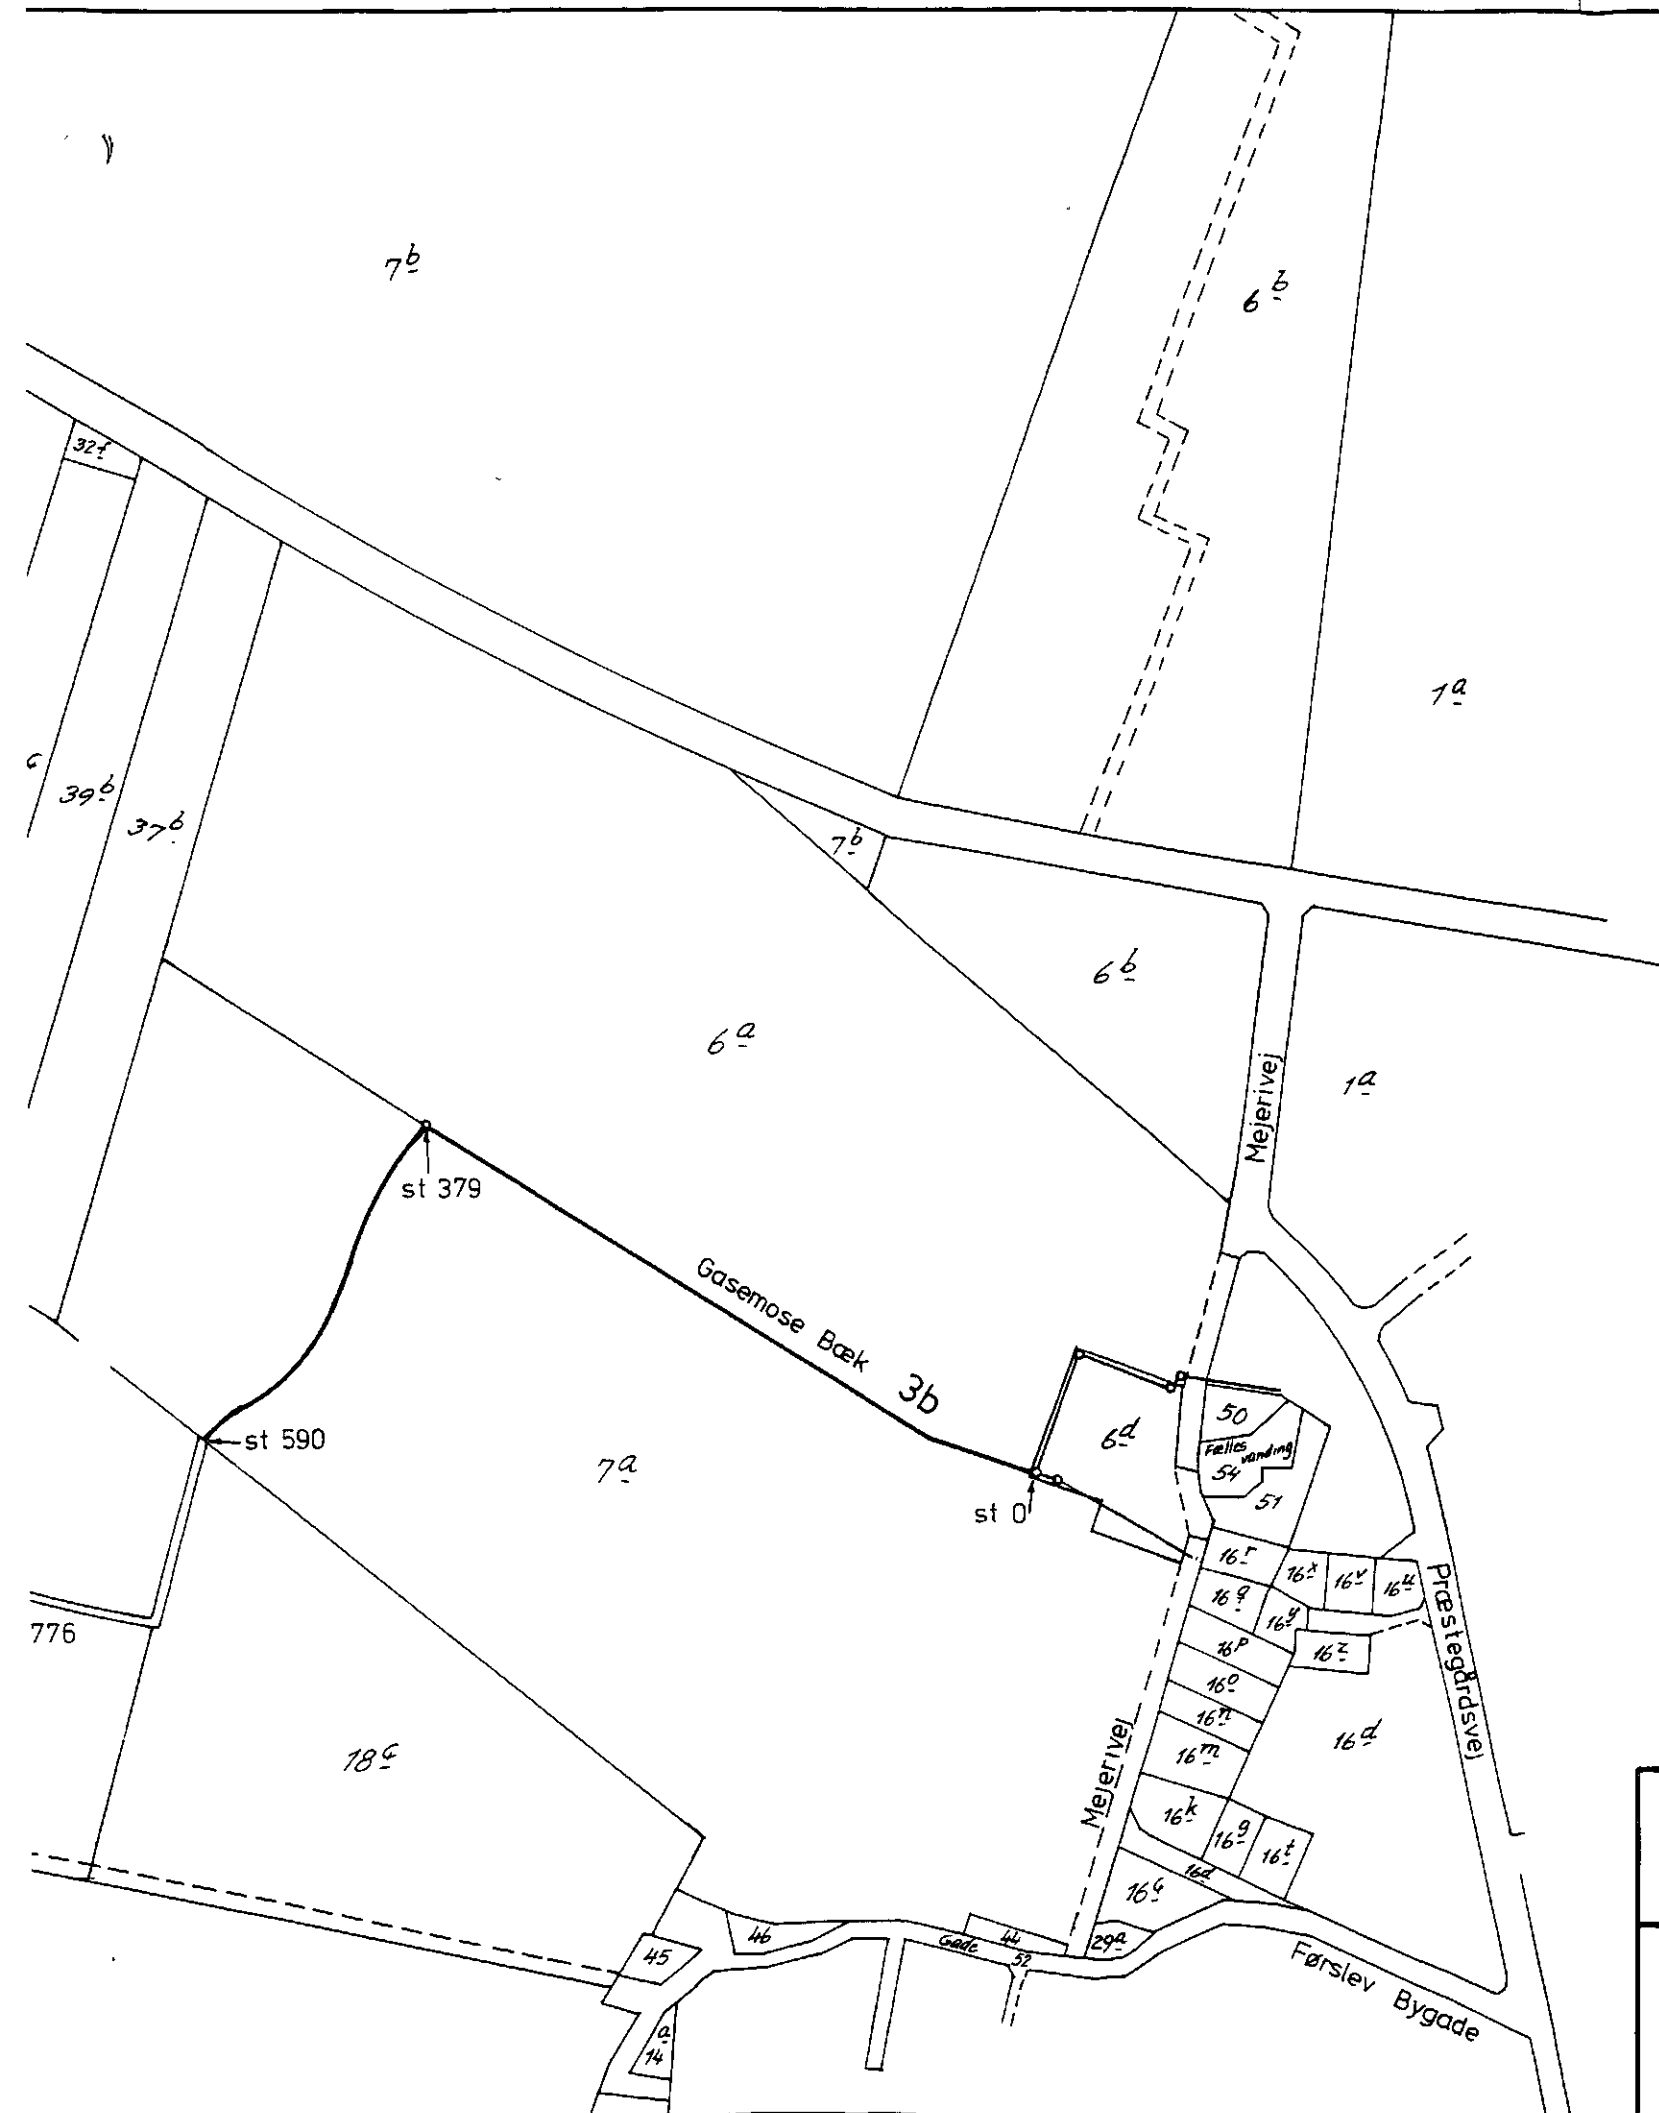 7b
6b
32f
1a
c
39b
37b
7b
6b
6a
1a
Mejerivej
st 379
Gasemose Bæk 3b
50
6d
Fælles vanding
st 590
54
7a
51
st 0
16r
16x
16v
16u
Præstegårdsvej
16q
16y
776
16p
16z
16o
16n
16d
18c
16m
Mejerivej
16k
16g
16t
16d
16c
46
44
Gade
29a
45
52
Førslev Bygade
a
14